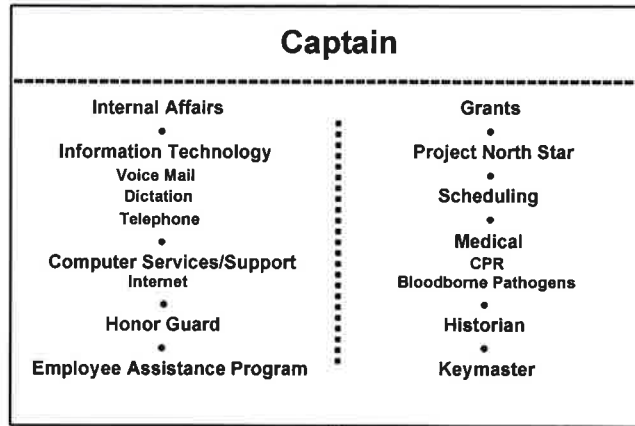 Captain
Internal Affairs
•
Information Technology
Voice Mail
Dictation
Telephone
•
Computer Services/Support
Internet
•
Honor Guard
•
Employee Assistance Program
Grants
•
Project North Star
•
Scheduling
•
Medical
CPR
Bloodborne Pathogens
•
Historian
•
Keymaster